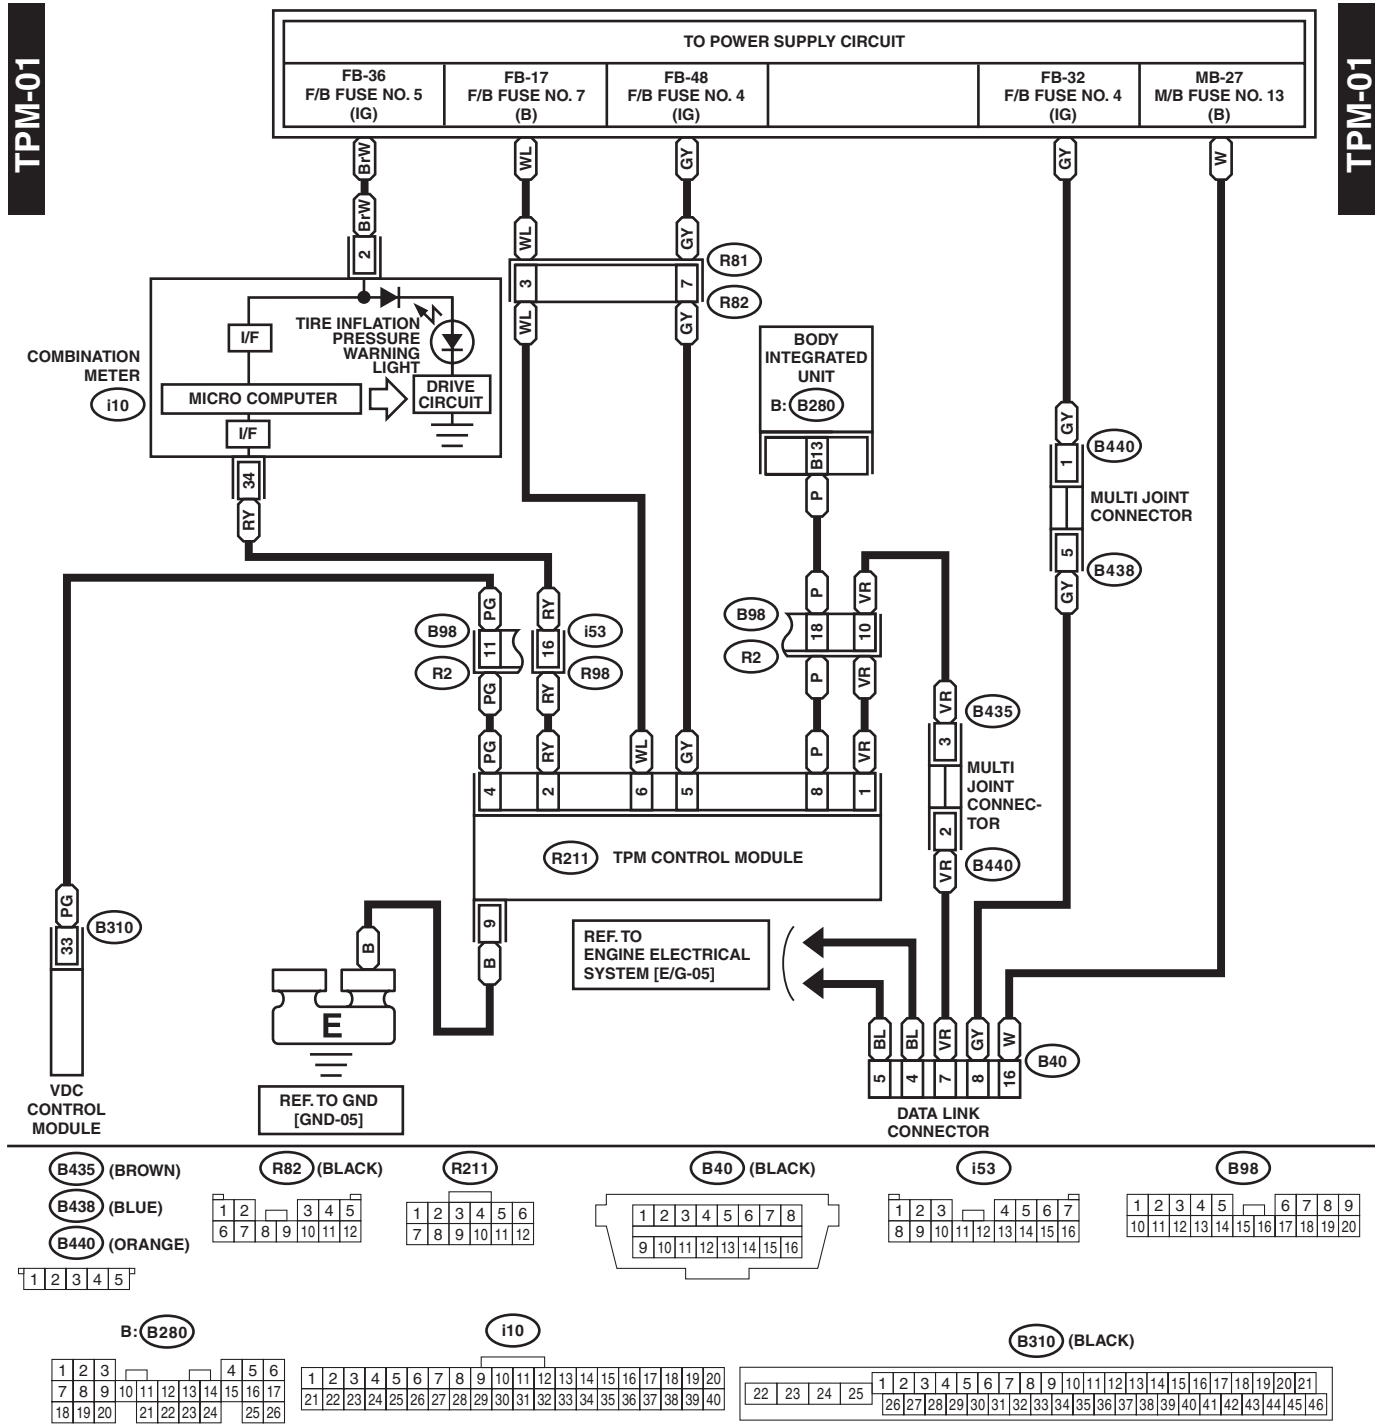 TPM-01
TPM-01
TO POWER SUPPLY CIRCUIT
FB-36
F/B FUSE NO. 5
(IG)
FB-17
F/B FUSE NO. 7
(B)
FB-48
F/B FUSE NO. 4
(IG)
FB-32
F/B FUSE NO. 4
(IG)
MB-27
M/B FUSE NO. 13
(B)
BrW
WL
GY
GY
W
BrW
WL
GY
2
3
7
R81
R82
WL
GY
COMBINATION
METER
i10
I/F
TIRE INFLATION
PRESSURE
WARNING
LIGHT
MICRO COMPUTER
DRIVE
CIRCUIT
I/F
34
RY
BODY
INTEGRATED
UNIT
B: B280
B13
P
GY
1
B440
MULTI JOINT
CONNECTOR
5
B438
GY
PG
RY
B98
11
16
i53
R2
R98
PG
RY
P
VR
B98
18
10
R2
P
VR
VR
B435
3
MULTI
JOINT
CONNEC-
TOR
2
VR
B440
PG
RY
WL
GY
P
VR
4
2
6
5
8
1
R211
TPM CONTROL MODULE
9
B
B
PG
33
B310
VDC
CONTROL
MODULE
E
REF. TO GND
[GND-05]
REF. TO
ENGINE ELECTRICAL
SYSTEM [E/G-05]
BL
BL
VR
GY
W
5
4
7
8
16
B40
DATA LINK
CONNECTOR
B435 (BROWN)
B438 (BLUE)
B440 (ORANGE)
1 2 3 4 5
R82 (BLACK)
1 2 3 4 5
6 7 8 9 10 11 12
R211
1 2 3 4 5 6
7 8 9 10 11 12
B40 (BLACK)
1 2 3 4 5 6 7 8
9 10 11 12 13 14 15 16
i53
1 2 3 4 5 6 7
8 9 10 11 12 13 14 15 16
B98
1 2 3 4 5 6 7 8 9
10 11 12 13 14 15 16 17 18 19 20
B: B280
1 2 3 4 5 6
7 8 9 10 11 12 13 14 15 16 17
18 19 20 21 22 23 24 25 26
i10
1 2 3 4 5 6 7 8 9 10 11 12 13 14 15 16 17 18 19 20
21 22 23 24 25 26 27 28 29 30 31 32 33 34 35 36 37 38 39 40
B310 (BLACK)
22 23 24 25
1 2 3 4 5 6 7 8 9 10 11 12 13 14 15 16 17 18 19 20 21
26 27 28 29 30 31 32 33 34 35 36 37 38 39 40 41 42 43 44 45 46